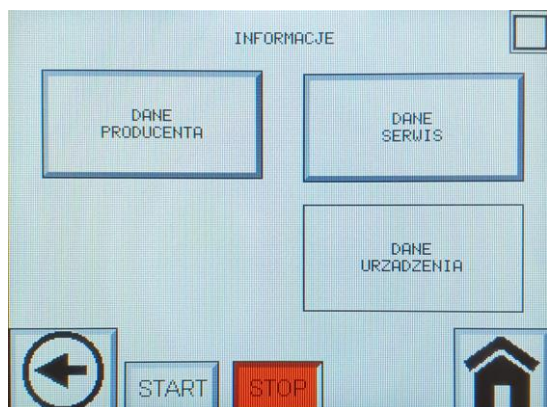 INFORMACJE
DANE
PRODUCENTA
DANE
SERWIS
DANE
URZADZENIA
START
STOP